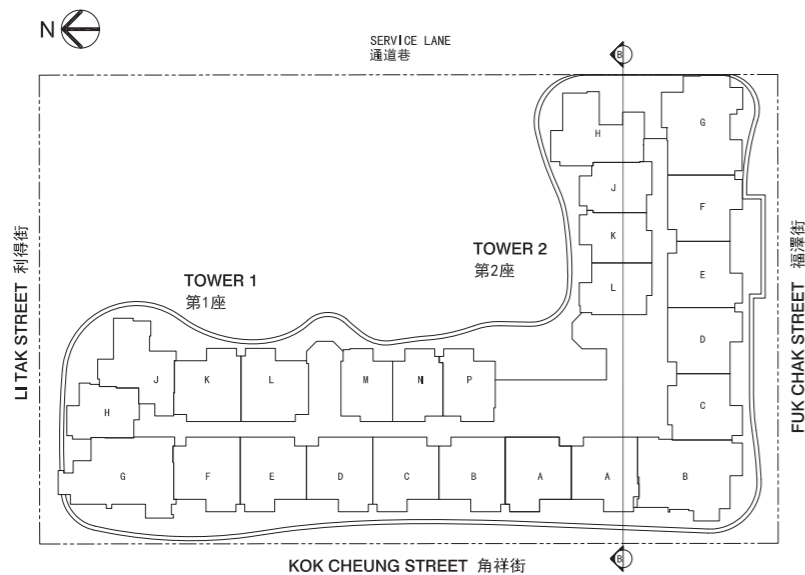 N
SERVICE LANE
通道巷
B
H
G
J
F
K
TOWER 2
第2座
E
L
TOWER 1
第1座
LI TAK STREET 利得街
FUK CHAK STREET 福澤街
D
J
K
L
M
N
P
C
H
G
F
E
D
C
B
A
A
B
B
KOK CHEUNG STREET 角祥街